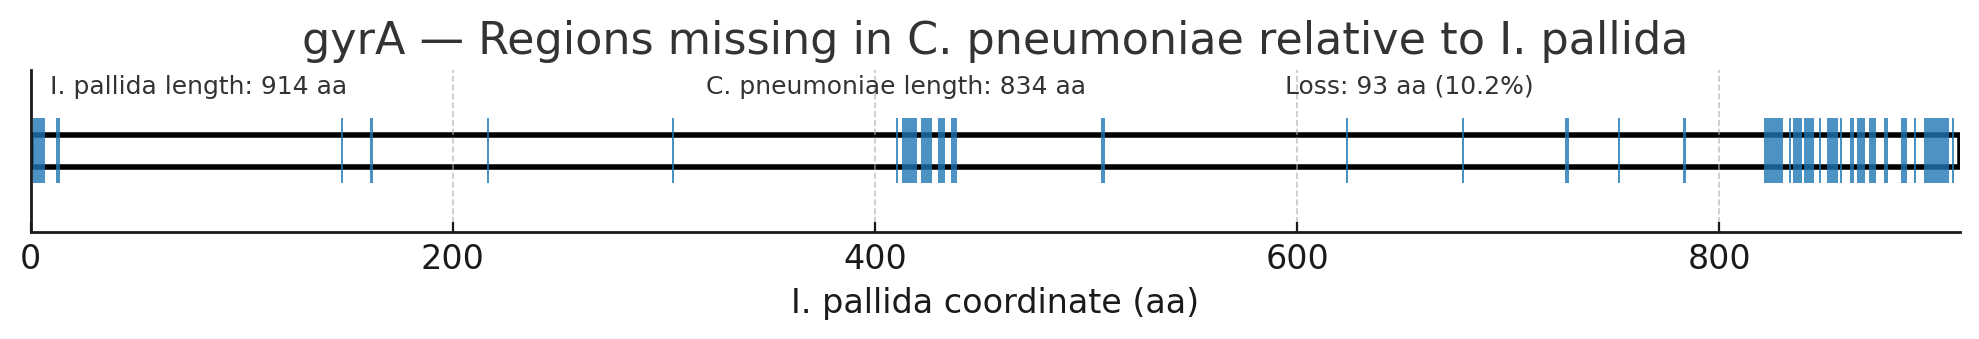 gyrA — Regions missing in C. pneumoniae relative to I. pallida
I. pallida length: 914 aa C. pneumoniae length: 834 aa Loss: 93 aa (10.2%)
0 200 400 600 800
I. pallida coordinate (aa)